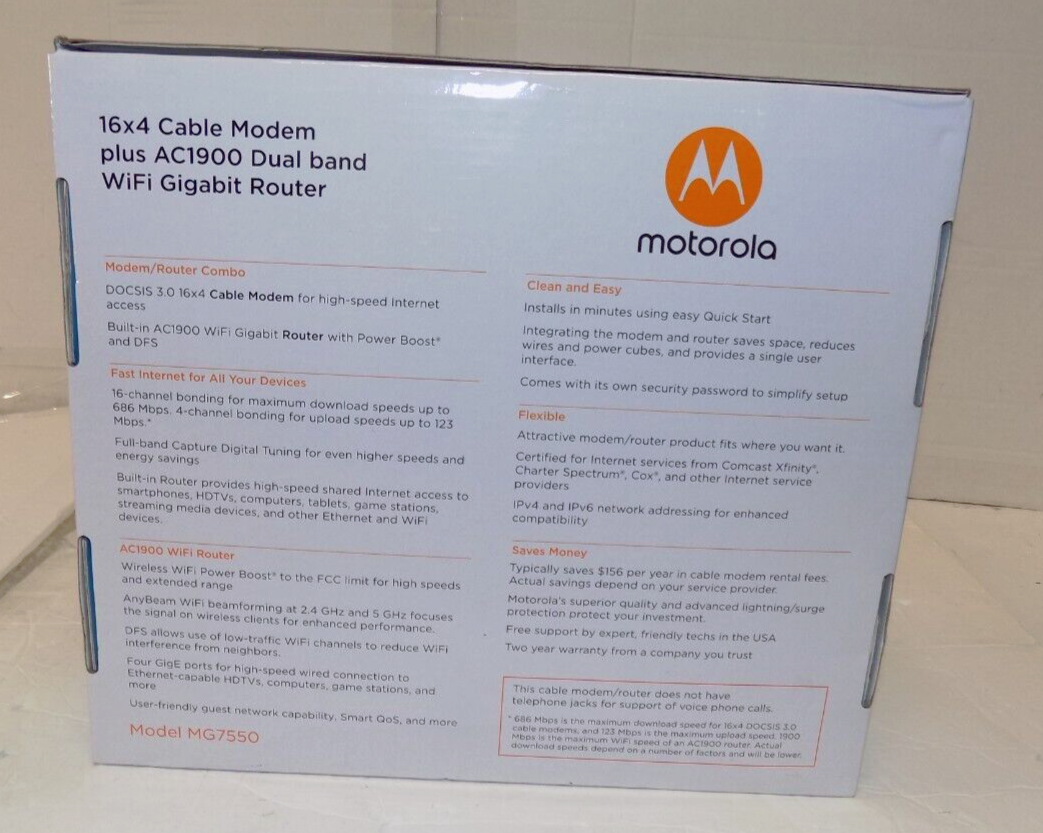 16x4 Cable Modem
plus AC1900 Dual band
WiFi Gigabit Router
motorola
Modem/Router Combo
DOCSIS 3.0 16x4 Cable Modem for high-speed Internet
access
Built-in AC1900 WiFi Gigabit Router with Power Boost*
and DFS
Fast Internet for All Your Devices
16-channel bonding for maximum download speeds up to
686 Mbps. 4-channel bonding for upload speeds up to 123
Mbps.*
Full-band Capture Digital Tuning for even higher speeds and
energy savings
Built-in Router provides high-speed shared Internet access to
smartphones, HDTVs, computers, tablets, game stations,
streaming media devices, and other Ethernet and WiFi
devices.
AC1900 WiFi Router
Wireless WiFi Power Boost* to the FCC limit for high speeds
and extended range
AnyBeam WiFi beamforming at 2.4 GHz and 5 GHz focuses
the signal on wireless clients for enhanced performance.
DFS allows use of low-traffic WiFi channels to reduce WiFi
interference from neighbors.
Four GigE ports for high-speed wired connection to
Ethernet-capable HDTVs, computers, game stations, and
more
User-friendly guest network capability, Smart QoS, and more
Model MG7550
Clean and Easy
Installs in minutes using easy Quick Start
Integrating the modem and router saves space, reduces
wires and power cubes, and provides a single user
interface.
Comes with its own security password to simplify setup
Flexible
Attractive modem/router product fits where you want it.
Certified for Internet services from Comcast Xfinity®,
Charter Spectrum®, Cox®, and other Internet service
providers
IPv4 and IPv6 network addressing for enhanced
compatibility
Saves Money
Typically saves $156 per year in cable modem rental fees.
Actual savings depend on your service provider.
Motorola's superior quality and advanced lightning/surge
protection protect your investment.
Free support by expert, friendly techs in the USA
Two year warranty from a company you trust
This cable modem/router does not have
telephone jacks for support of voice phone calls.
* 686 Mbps is the maximum download speed for 16x4 DOCSIS 3.0
cable modems, and 123 Mbps is the maximum upload speed. 1900
Mbps is the maximum WiFi speed of an AC1900 router. Actual
download speeds depend on a number of factors and will be lower.